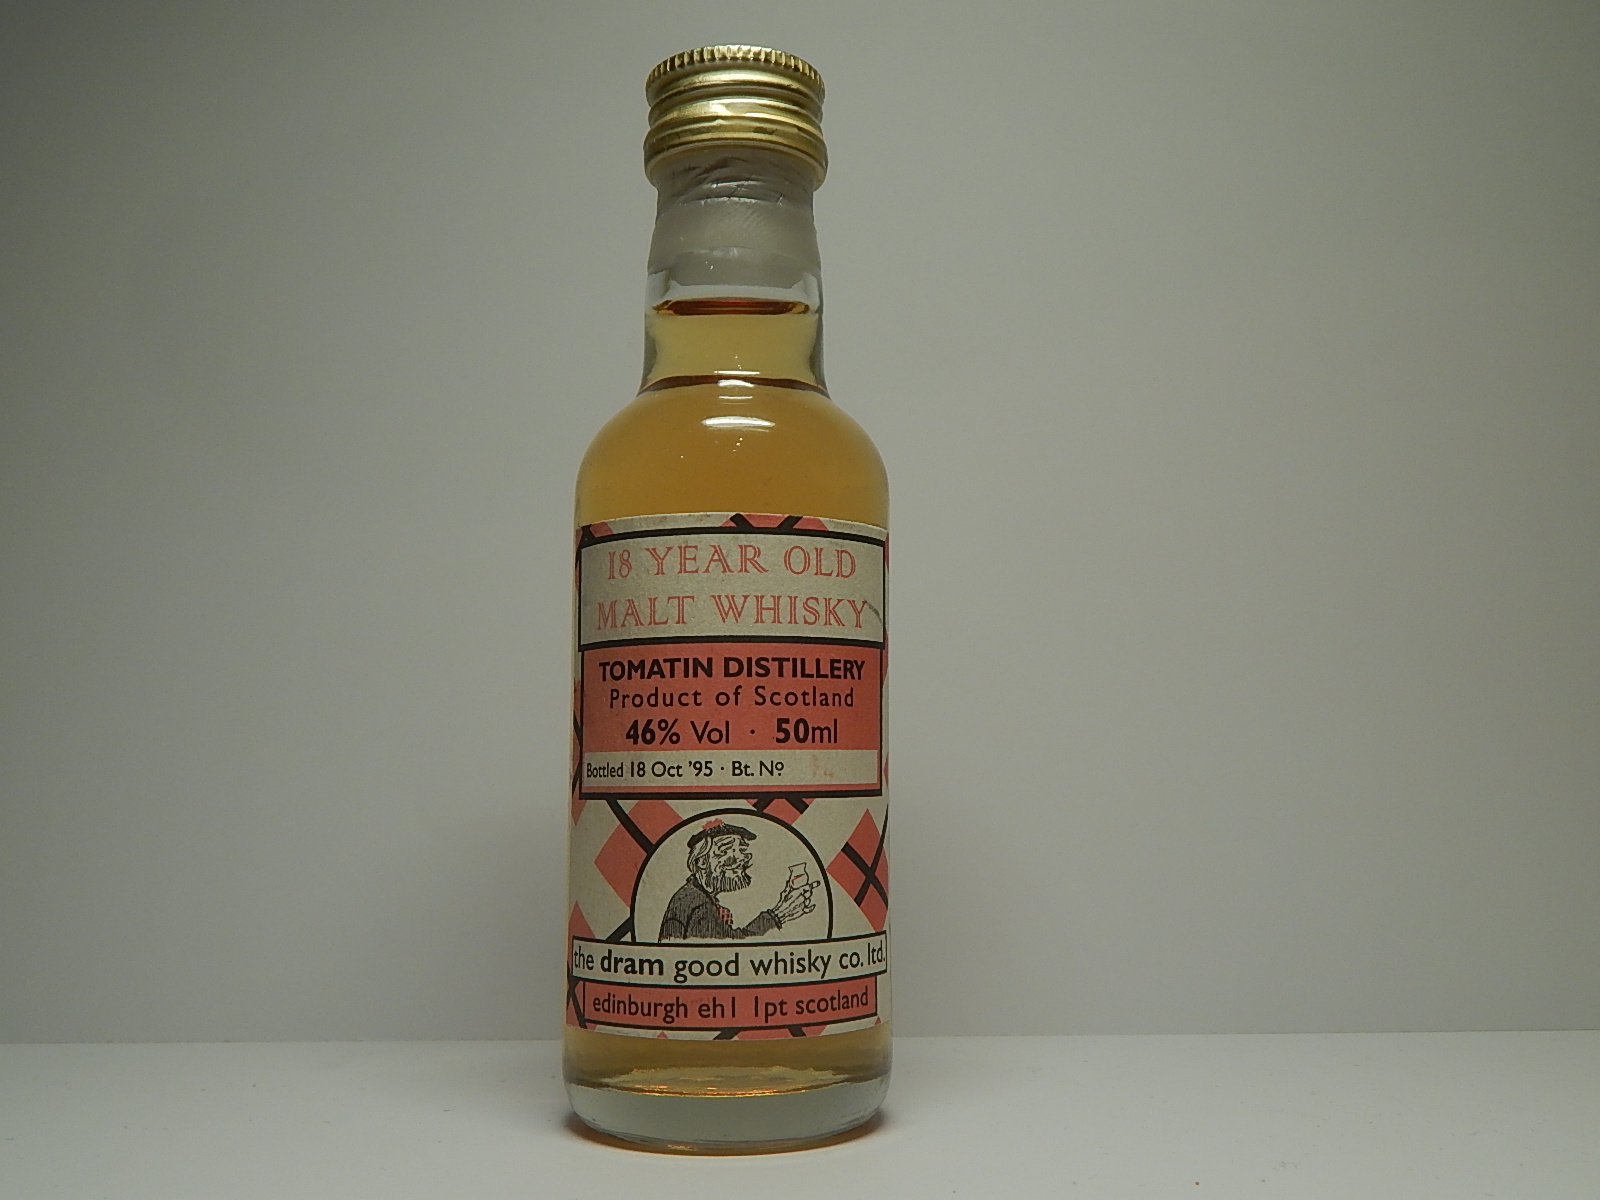 18 YEAR OLD
MALT WHISKY
TOMATIN DISTILLERY
Product of Scotland
46% Vol · 50ml
Bottled 18 Oct '95 · Bt. Nº
the dram good whisky co. ltd.
edinburgh eh1 1pt scotland